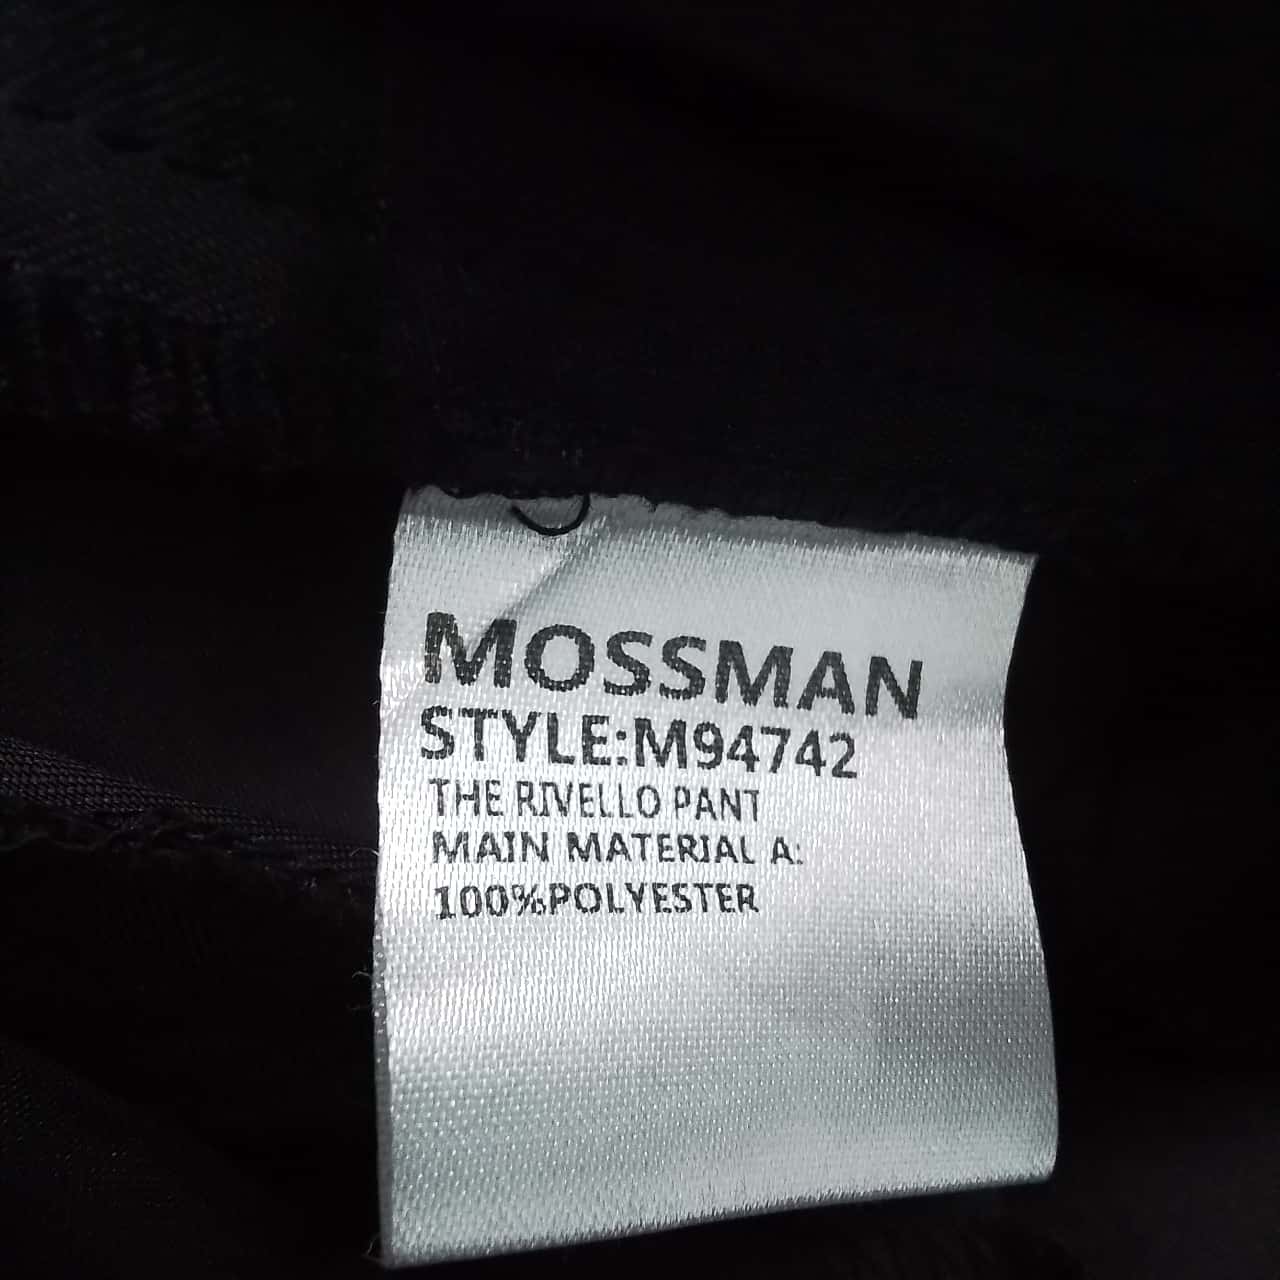 MOSSMAN
STYLE:M94742
THE RIVELLO PANT
MAIN MATERIAL A:
100%POLYESTER